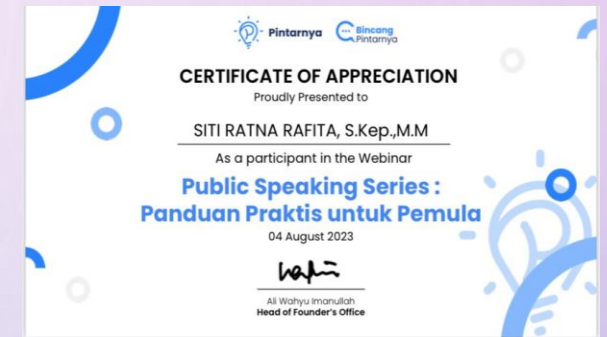 Pintarnya
Bincang
Pintarnya
CERTIFICATE OF APPRECIATION
Proudly Presented to
SITI RATNA RAFITA, S.Kep.,M.M
As a participant in the Webinar
Public Speaking Series :
Panduan Praktis untuk Pemula
04 August 2023
Ali Wahyu Imanullah
Head of Founder's Office